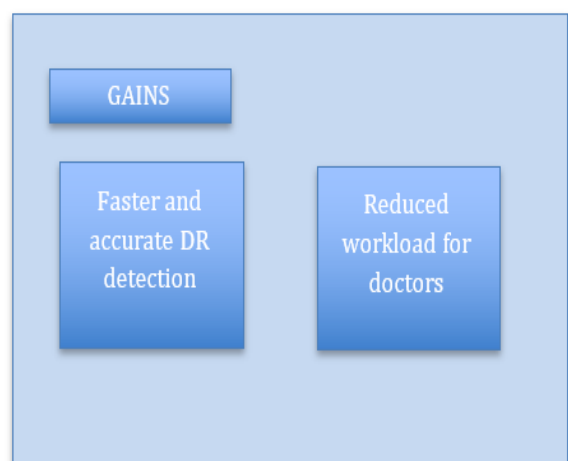 GAINS
Faster and
accurate DR
detection
Reduced
workload for
doctors